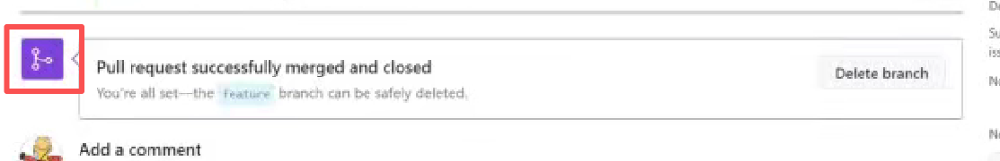 Pull request successfully merged and closed
You're all set—the feature branch can be safely deleted.
Delete branch
Add a comment